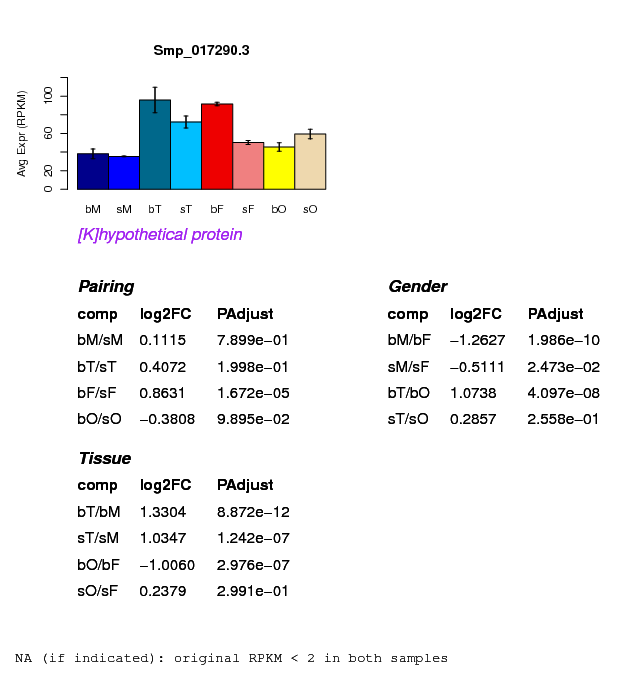 Smp_017290.3
Avg Expr (RPKM)
100
60
20
0
bM sM bT sT bF sF bO sO
[K]hypothetical protein
Pairing
comp log2FC PAdjust
bM/sM 0.1115 7.899e−01
bT/sT 0.4072 1.998e−01
bF/sF 0.8631 1.672e−05
bO/sO −0.3808 9.895e−02
Gender
comp log2FC PAdjust
bM/bF −1.2627 1.986e−10
sM/sF −0.5111 2.473e−02
bT/bO 1.0738 4.097e−08
sT/sO 0.2857 2.558e−01
Tissue
comp log2FC PAdjust
bT/bM 1.3304 8.872e−12
sT/sM 1.0347 1.242e−07
bO/bF −1.0060 2.976e−07
sO/sF 0.2379 2.991e−01
NA (if indicated): original RPKM < 2 in both samples